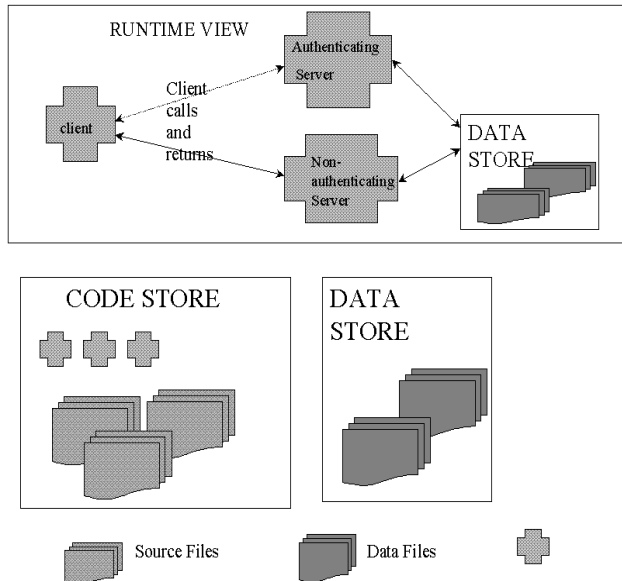 RUNTIME VIEW
Authenticating
Server
Client
calls
and
returns
client
Non-
authenticating
Server
DATA
STORE
CODE STORE
DATA
STORE
Source Files
Data Files